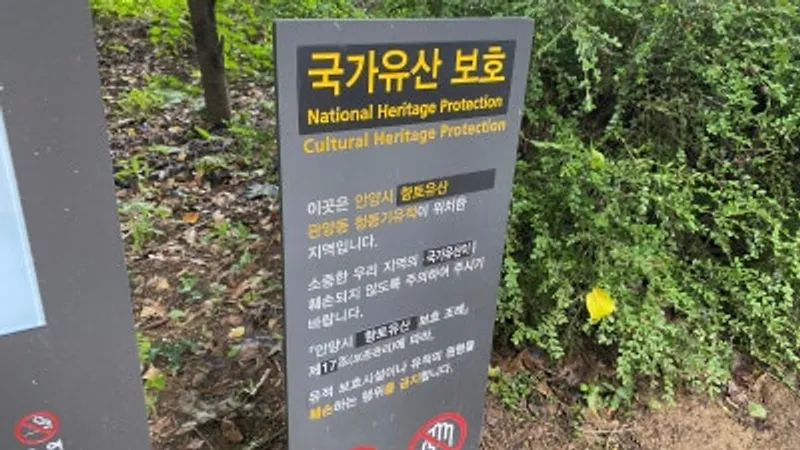 국가유산 보호
National Heritage Protection
Cultural Heritage Protection
이곳은 안양시 향토유산
관양동 청동기유적이 위치한
지역입니다.
소중한 우리 지역의 국가유산이
훼손되지 않도록 주의하여 주시기
바랍니다.
「안양시 향토유산 보호 조례」
제17조(보존관리)에 따라,
유적 보호시설이나 유적의 원형을
훼손하는 행위를 금지합니다.